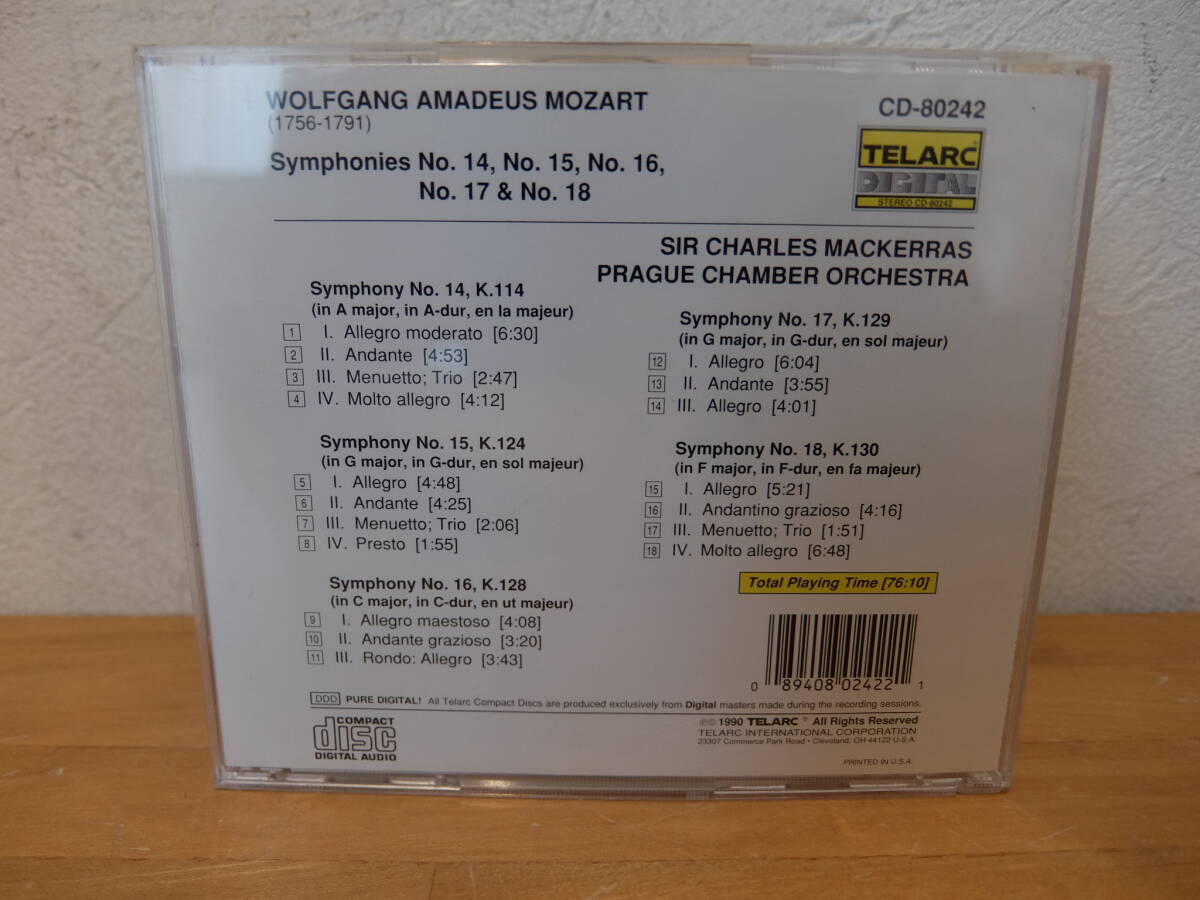 WOLFGANG AMADEUS MOZART
(1756-1791)
Symphonies No. 14, No. 15, No. 16,
No. 17 & No. 18
CD-80242
TELARC
DIGITAL
STEREO CD-80242
SIR CHARLES MACKERRAS
PRAGUE CHAMBER ORCHESTRA
Symphony No. 14, K.114
(in A major, in A-dur, en la majeur)
1 I. Allegro moderato [6:30]
2 II. Andante [4:53]
3 III. Menuetto; Trio [2:47]
4 IV. Molto allegro [4:12]
Symphony No. 15, K.124
(in G major, in G-dur, en sol majeur)
5 I. Allegro [4:48]
6 II. Andante [4:25]
7 III. Menuetto; Trio [2:06]
8 IV. Presto [1:55]
Symphony No. 16, K.128
(in C major, in C-dur, en ut majeur)
9 I. Allegro maestoso [4:08]
10 II. Andante grazioso [3:20]
11 III. Rondo: Allegro [3:43]
Symphony No. 17, K.129
(in G major, in G-dur, en sol majeur)
12 I. Allegro [6:04]
13 II. Andante [3:55]
14 III. Allegro [4:01]
Symphony No. 18, K.130
(in F major, in F-dur, en fa majeur)
15 I. Allegro [5:21]
16 II. Andantino grazioso [4:16]
17 III. Menuetto; Trio [1:51]
18 IV. Molto allegro [6:48]
Total Playing Time [76:10]
0 89408 02422 1
DDD PURE DIGITAL! All Telarc Compact Discs are produced exclusively from Digital masters made during the recording sessions.
COMPACT
disc
DIGITAL AUDIO
℗© 1990 TELARC® All Rights Reserved
TELARC INTERNATIONAL CORPORATION
23307 Commerce Park Road • Cleveland, OH 44122 U.S.A.
PRINTED IN U.S.A.